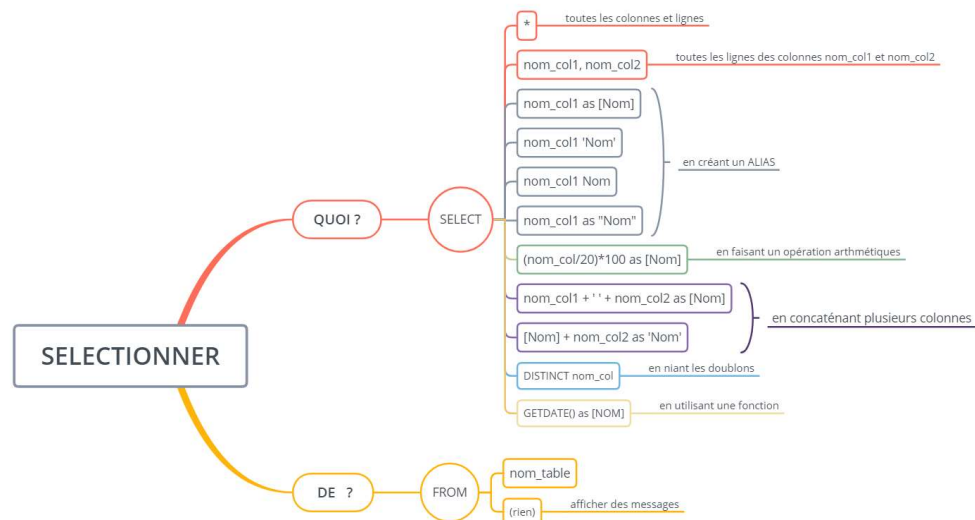 * toutes les colonnes et lignes
nom_col1, nom_col2 toutes les lignes des colonnes nom_col1 et nom_col2
nom_col1 as [Nom]
nom_col1 'Nom'
en créant un ALIAS
nom_col1 Nom
nom_col1 as "Nom"
QUOI ? SELECT
(nom_col/20)*100 as [Nom] en faisant un opération arthmétiques
nom_col1 + ' ' + nom_col2 as [Nom]
en concaténant plusieurs colonnes
[Nom] + nom_col2 as 'Nom'
SELECTIONNER
DISTINCT nom_col en niant les doublons
GETDATE() as [NOM] en utilisant une fonction
nom_table
DE ? FROM
(rien) afficher des messages